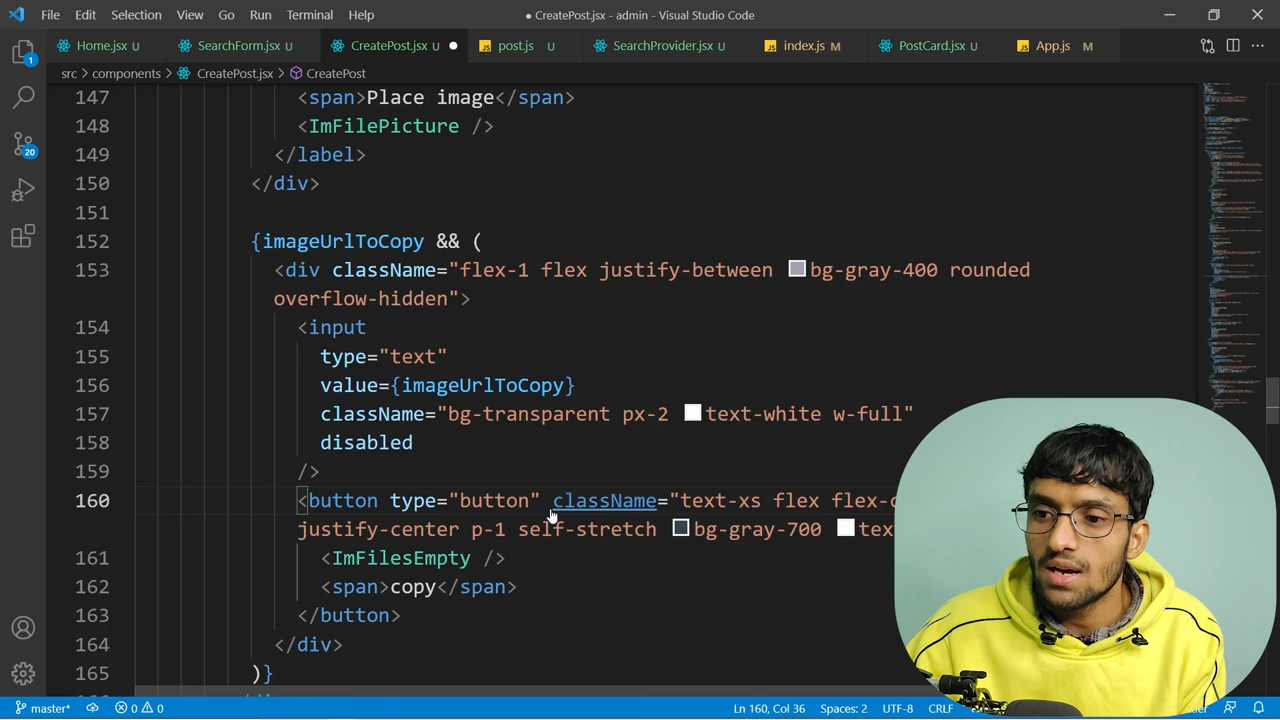 File Edit Selection View Go Run Terminal Help ● CreatePost.jsx - admin - Visual Studio Code
Home.jsx U SearchForm.jsx U CreatePost.jsx U ● JS post.js U SearchProvider.jsx U JS index.js M PostCard.jsx U JS App.js M
src > components > CreatePost.jsx > CreatePost
147 <span>Place image</span>
148 <ImFilePicture />
149 </label>
150 </div>
151
152 {imageUrlToCopy && (
153 <div className="flex-1 flex justify-between bg-gray-400 rounded
overflow-hidden">
154 <input
155 type="text"
156 value={imageUrlToCopy}
157 className="bg-transparent px-2 text-white w-full"
158 disabled
159 />
160 <button type="button" className="text-xs flex
justify-center p-1 self-stretch bg-gray-700
161 <ImFilesEmpty />
162 <span>copy</span>
163 </button>
164 </div>
165 )}
1
20
master* 0 0 Ln 160, Col 36 Spaces: 2 UTF-8 CRLF